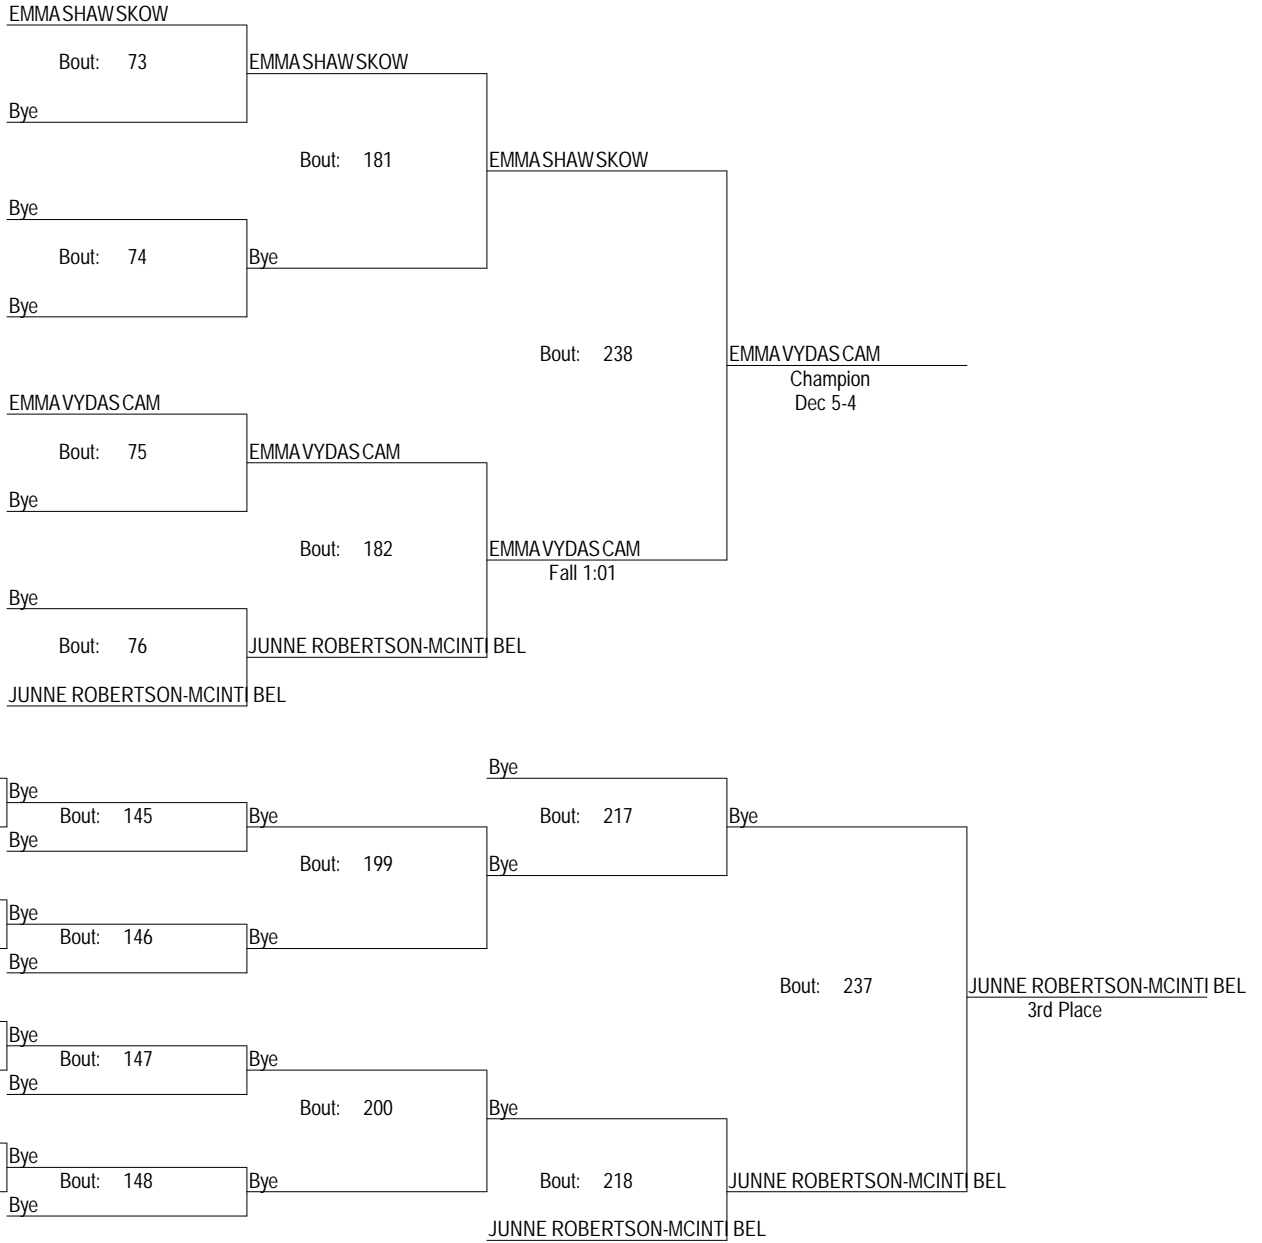 EMMA SHAW SKOW
Bout: 73
EMMA SHAW SKOW
Bye
Bout: 181
EMMA SHAW SKOW
Bye
Bout: 74
Bye
Bye
Bout: 238
EMMA VYDAS CAM
Champion
Dec 5-4
EMMA VYDAS CAM
Bout: 75
EMMA VYDAS CAM
Bye
Bout: 182
EMMA VYDAS CAM
Fall 1:01
Bye
Bout: 76
JUNNE ROBERTSON-MCINTI BEL
JUNNE ROBERTSON-MCINTI BEL
Bye
Bye
Bout: 145
Bye
Bout: 217
Bye
Bye
Bout: 199
Bye
Bye
Bout: 146
Bye
Bye
Bout: 237
JUNNE ROBERTSON-MCINTI BEL
3rd Place
Bye
Bout: 147
Bye
Bye
Bout: 200
Bye
Bye
Bout: 148
Bye
Bout: 218
JUNNE ROBERTSON-MCINTI BEL
Bye
JUNNE ROBERTSON-MCINTI BEL